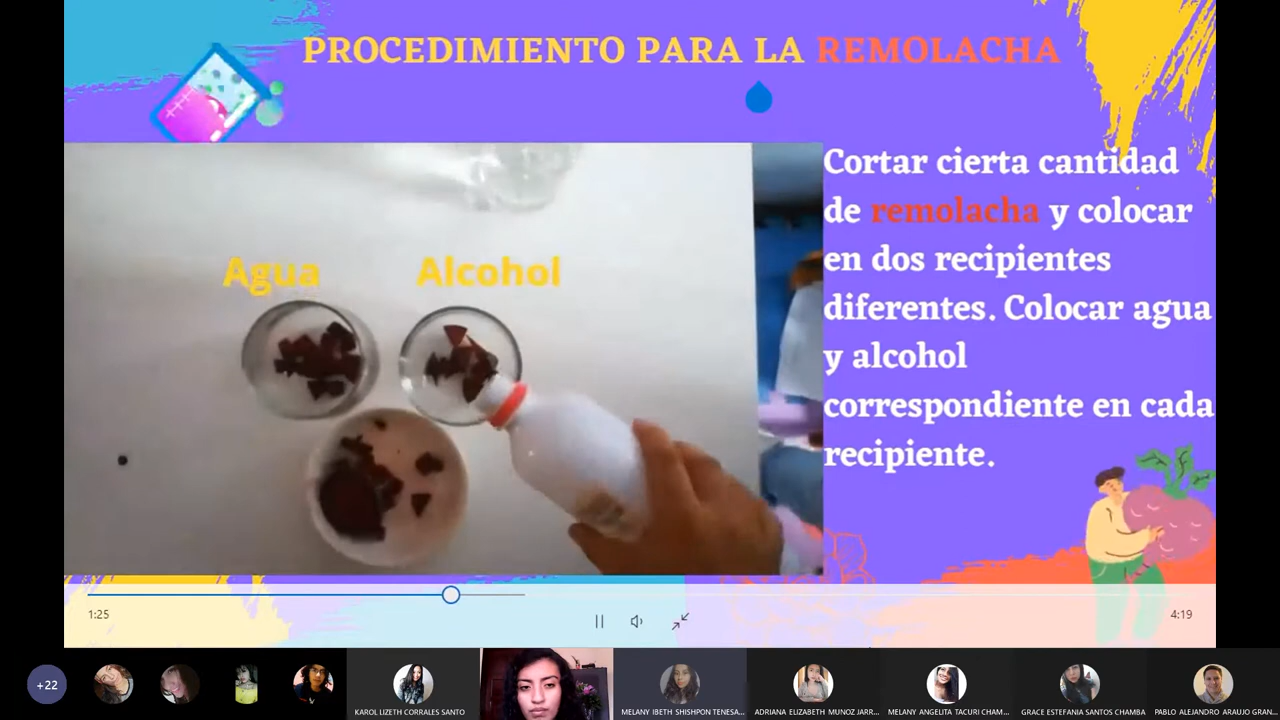 PROCEDIMIENTO PARA LA REMOLACHA
Agua
Alcohol
Cortar cierta cantidad
de remolacha y colocar
en dos recipientes
diferentes. Colocar agua
y alcohol
correspondiente en cada
recipiente.
1:25
4:19
+22
KAROL LIZETH CORRALES SANTO
MELANY IBETH SHISHPON TENESA...
ADRIANA ELIZABETH MUNOZ JARR...
MELANY ANGELITA TACURI CHAM...
GRACE ESTEFANIA SANTOS CHAMBA
PABLO ALEJANDRO ARAUJO GRAN...